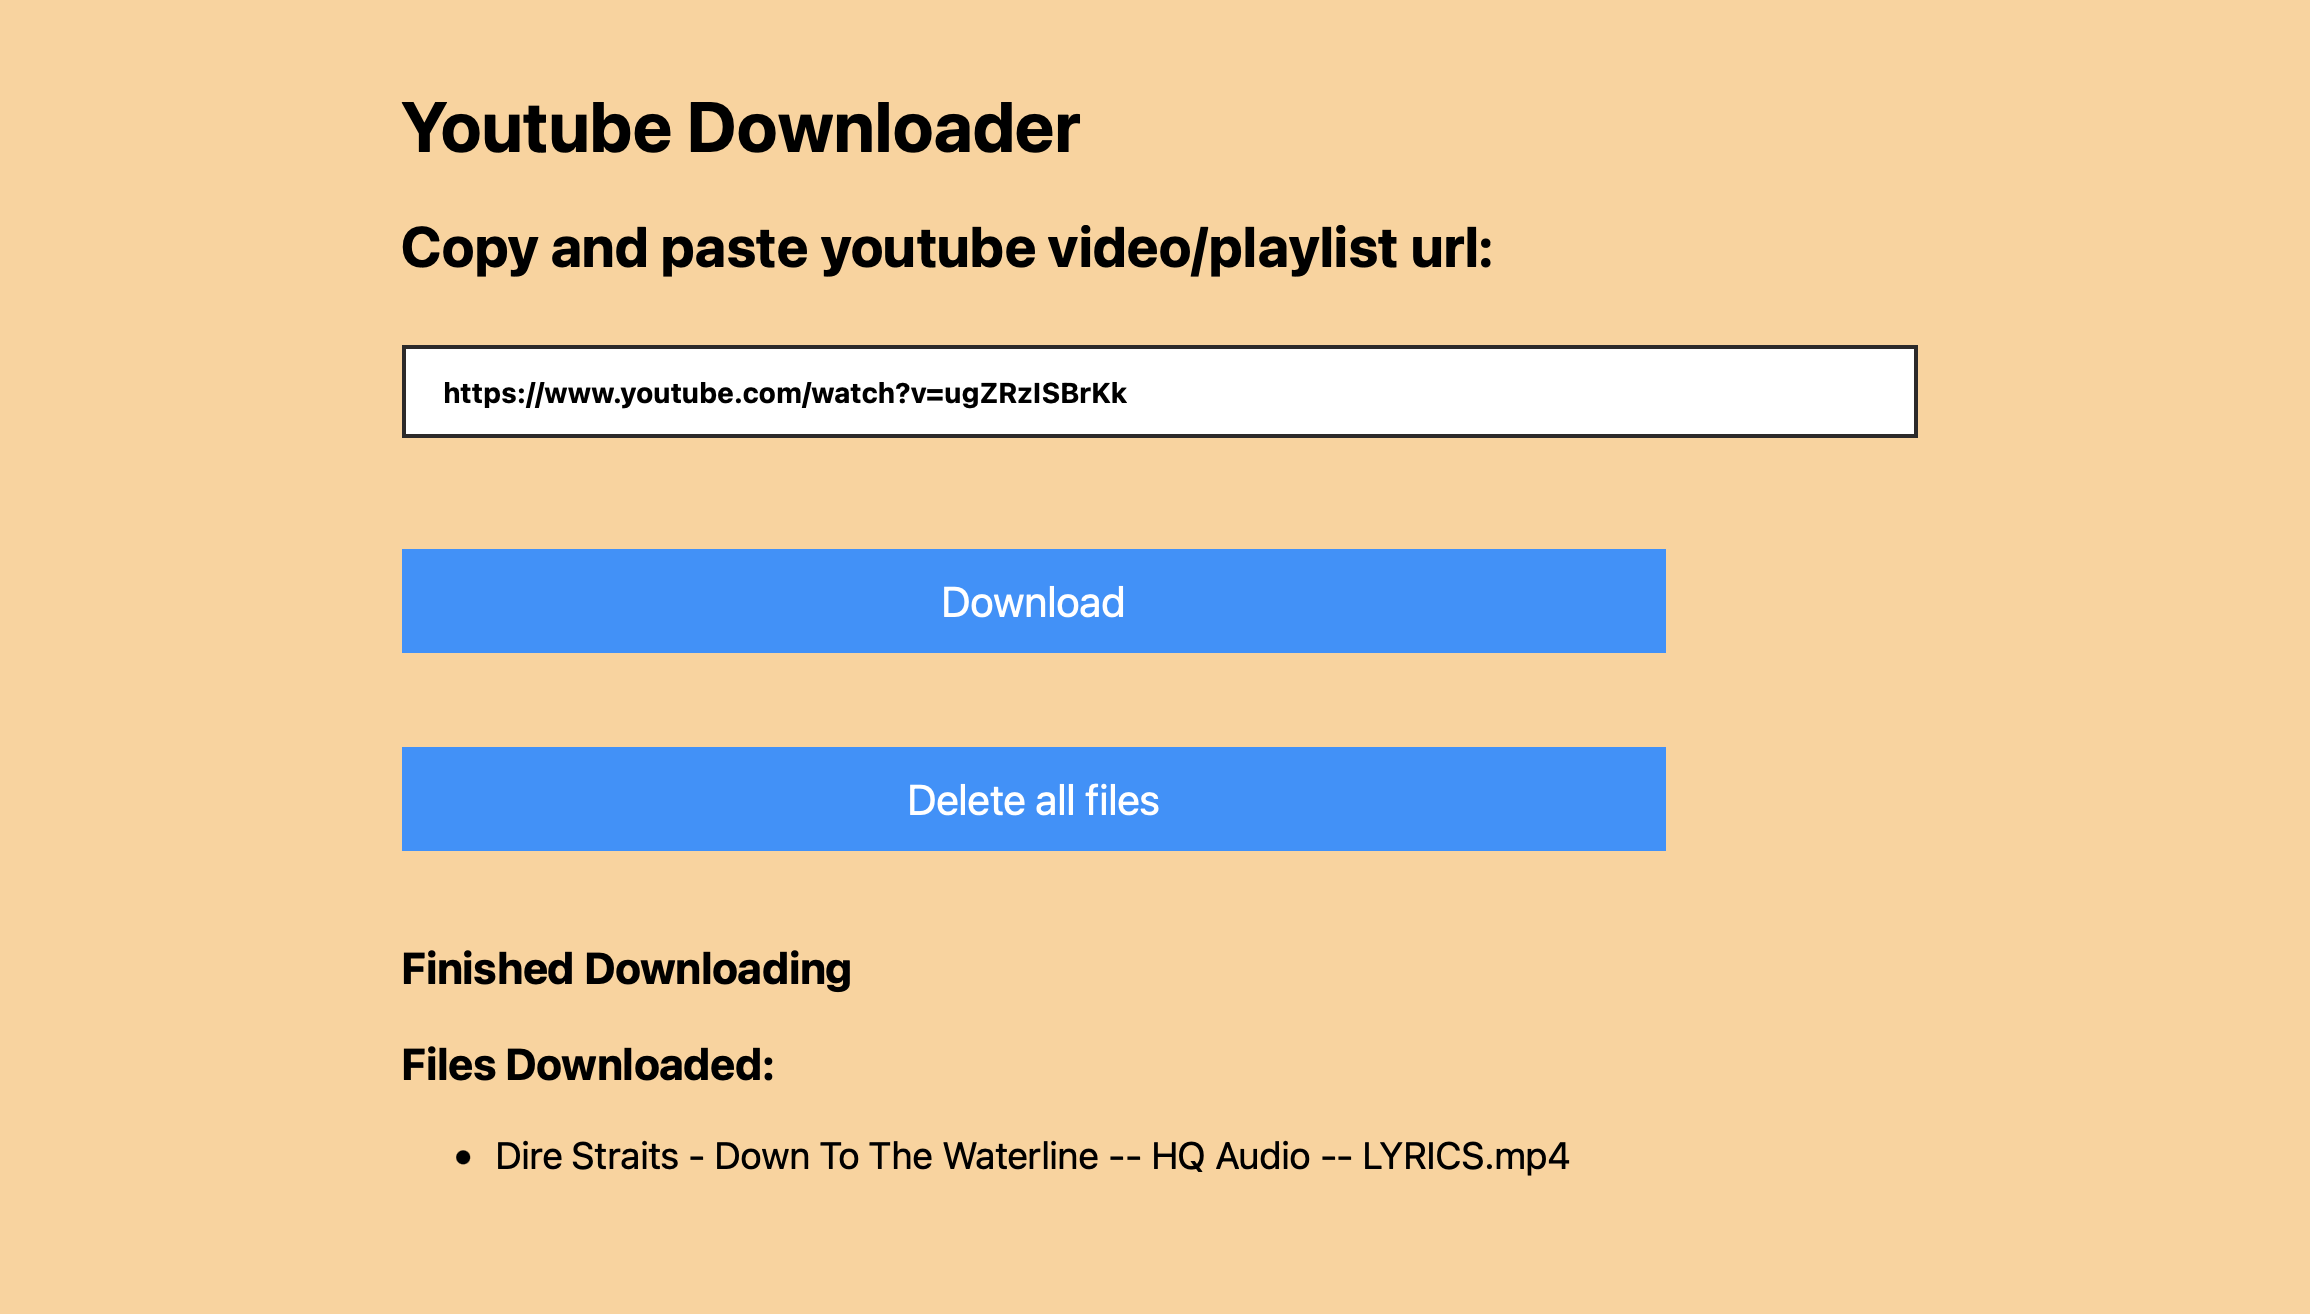 Youtube Downloader
Copy and paste youtube video/playlist url:
https://www.youtube.com/watch?v=ugZRzISBrKk
Download
Delete all files
Finished Downloading
Files Downloaded:
Dire Straits - Down To The Waterline -- HQ Audio -- LYRICS.mp4